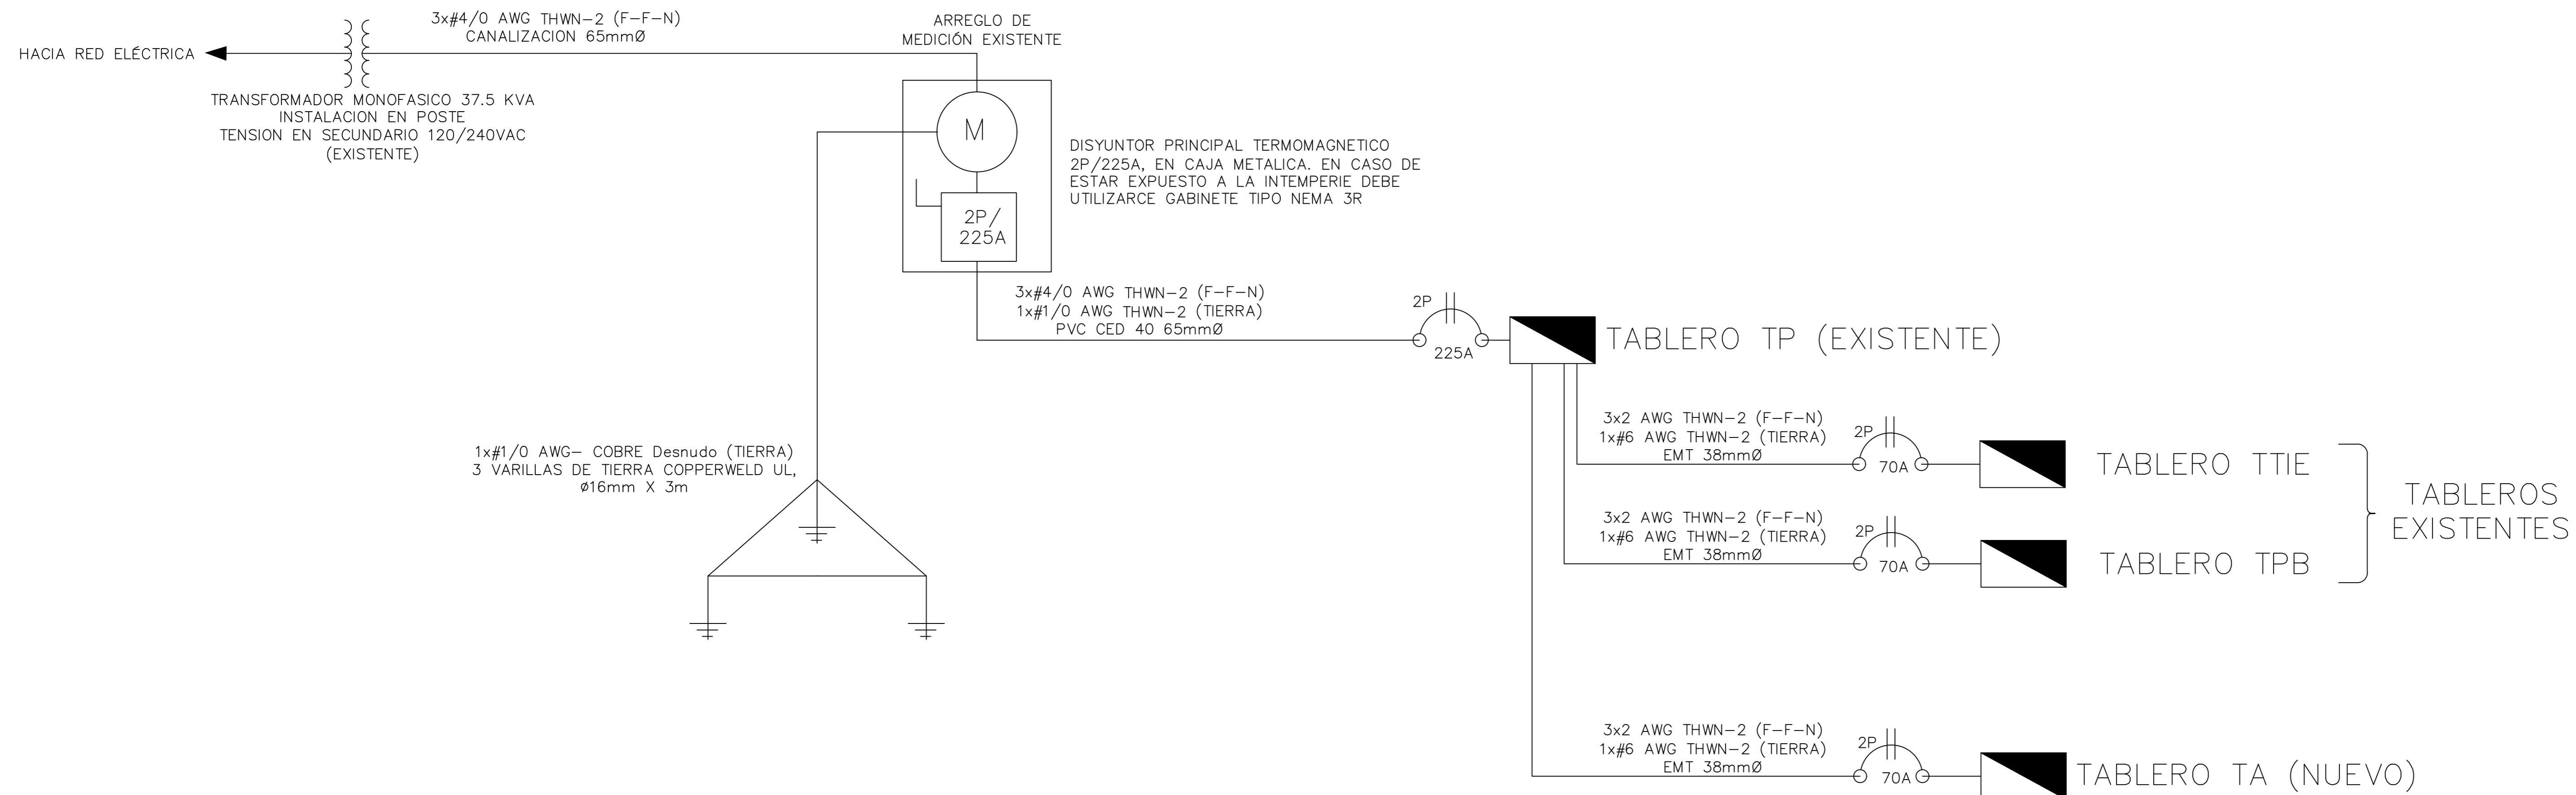 HACIA RED ELÉCTRICA
3x#4/0 AWG THWN-2 (F-F-N)
CANALIZACION 65mmØ
TRANSFORMADOR MONOFASICO 37.5 KVA
INSTALACION EN POSTE
TENSION EN SECUNDARIO 120/240VAC
(EXISTENTE)
ARREGLO DE
MEDICIÓN EXISTENTE
M
2P/
225A
DISYUNTOR PRINCIPAL TERMOMAGNETICO
2P/225A, EN CAJA METALICA. EN CASO DE
ESTAR EXPUESTO A LA INTEMPERIE DEBE
UTILIZARCE GABINETE TIPO NEMA 3R
3x#4/0 AWG THWN-2 (F-F-N)
1x#1/0 AWG THWN-2 (TIERRA)
PVC CED 40 65mmØ
2P
225A
TABLERO TP (EXISTENTE)
1x#1/0 AWG- COBRE Desnudo (TIERRA)
3 VARILLAS DE TIERRA COPPERWELD UL,
Ø16mm X 3m
3x2 AWG THWN-2 (F-F-N)
1x#6 AWG THWN-2 (TIERRA)
EMT 38mmØ
2P
70A
TABLERO TTIE
3x2 AWG THWN-2 (F-F-N)
1x#6 AWG THWN-2 (TIERRA)
EMT 38mmØ
2P
70A
TABLERO TPB
TABLEROS
EXISTENTES
3x2 AWG THWN-2 (F-F-N)
1x#6 AWG THWN-2 (TIERRA)
EMT 38mmØ
2P
70A
TABLERO TA (NUEVO)